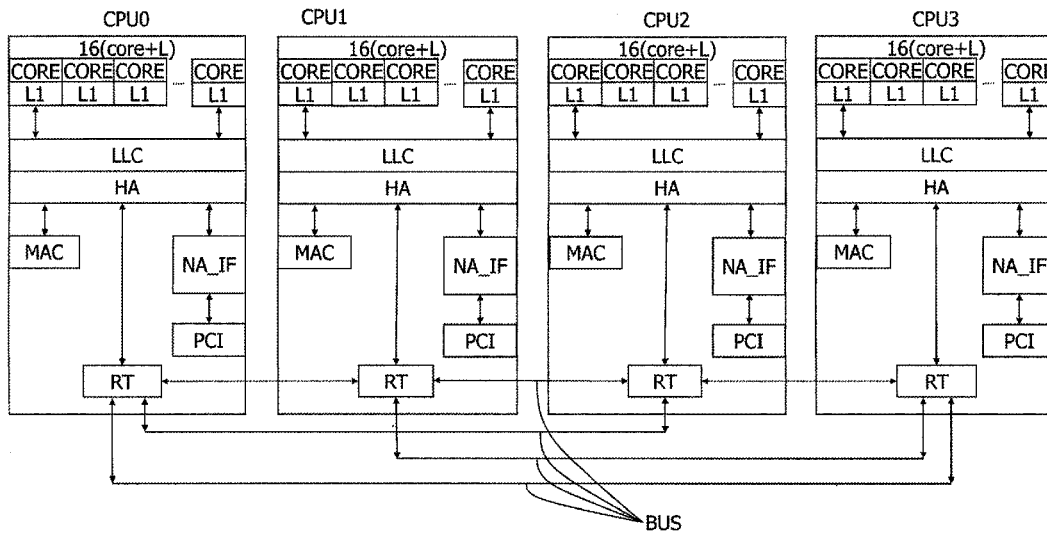 CPU0 CPU1 CPU2 CPU3
16(core+L) 16(core+L) 16(core+L) 16(core+L)
CORE CORE CORE ... CORE CORE CORE CORE ... CORE CORE CORE CORE ... CORE CORE CORE CORE ... CORE
L1 L1 L1 L1 L1 L1 L1 L1 L1 L1 L1 L1 L1 L1 L1 L1
LLC LLC LLC LLC
HA HA HA HA
MAC NA_IF MAC NA_IF MAC NA_IF MAC NA_IF
PCI PCI PCI PCI
RT RT RT RT
BUS